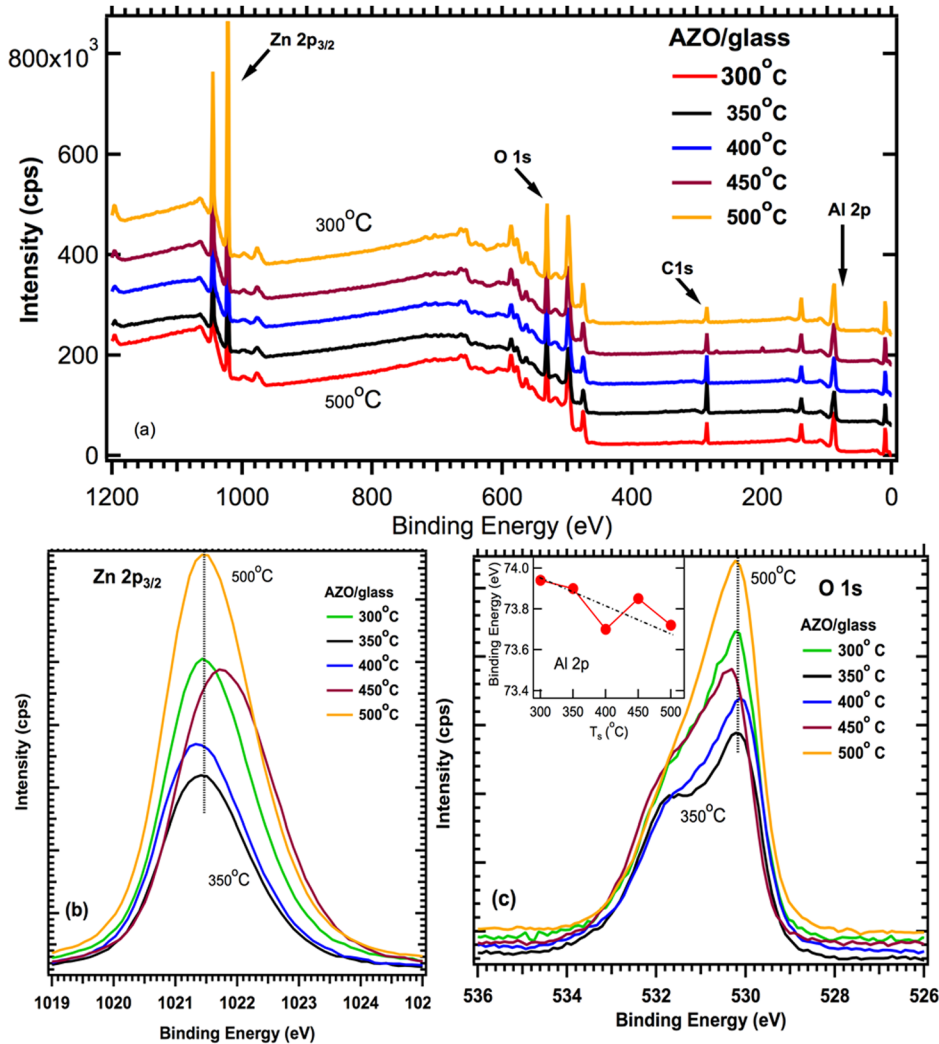 Zn 2p3/2
AZO/glass
300°C
350°C
400°C
450°C
500°C
O 1s
Al 2p
C1s
300°C
500°C
(a)
800x10³
600
400
200
0
Intensity (cps)
1200
1000
800
600
400
200
0
Binding Energy (eV)
Zn 2p3/2
500°C
AZO/glass
300°C
350°C
400°C
450°C
500°C
350°C
(b)
Intensity (cps)
1019
1020
1021
1022
1023
1024
102
Binding Energy (eV)
74.0
73.8
73.6
73.4
Binding Energy (eV)
Al 2p
300
350
400
450
500
Ts (°C)
500°C
O 1s
AZO/glass
300°C
350°C
400°C
450°C
500°C
350°C
(c)
Intensity (cps)
536
534
532
530
528
526
Binding Energy (eV)